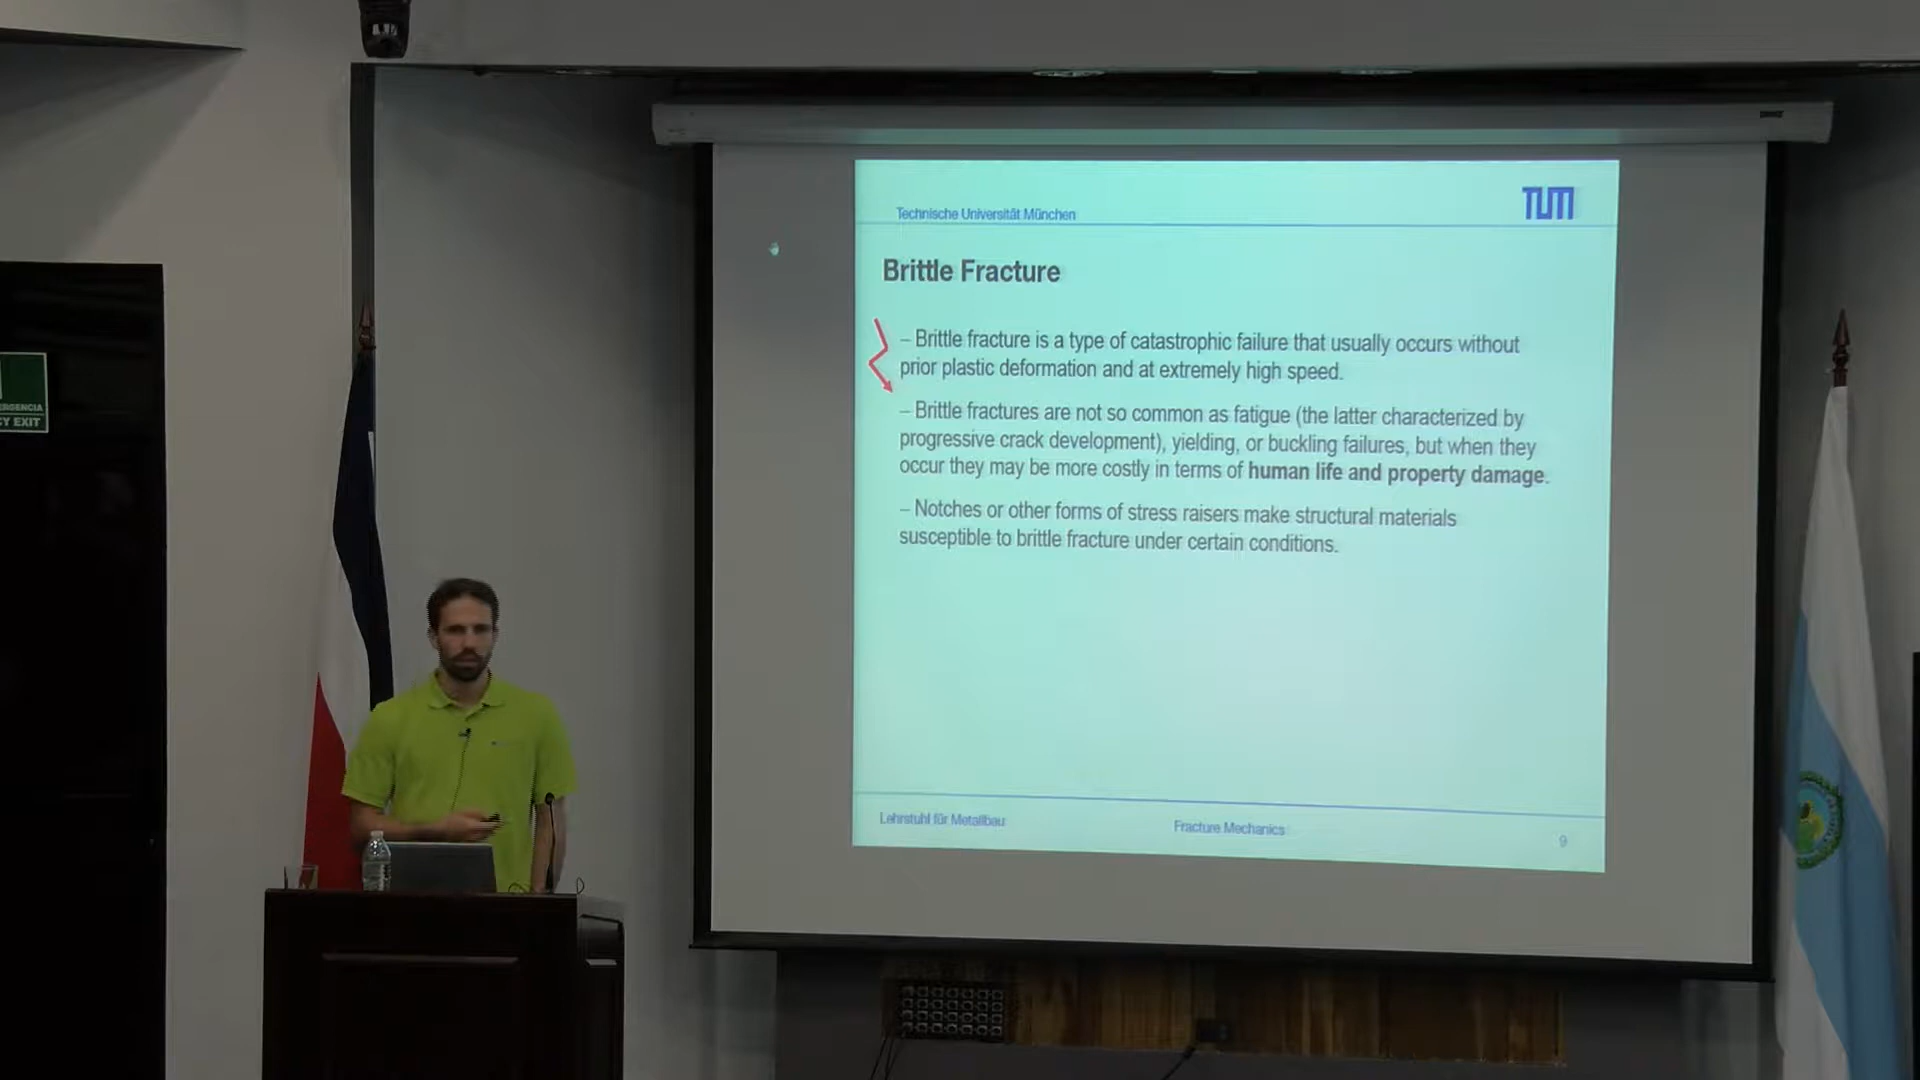 Technische Universität München
TUM
Brittle Fracture
– Brittle fracture is a type of catastrophic failure that usually occurs without
prior plastic deformation and at extremely high speed.
– Brittle fractures are not so common as fatigue (the latter characterized by
progressive crack development), yielding, or buckling failures, but when they
occur they may be more costly in terms of human life and property damage.
– Notches or other forms of stress raisers make structural materials
susceptible to brittle fracture under certain conditions.
Lehrstuhl für Metallbau
Fracture Mechanics
9
EXIT